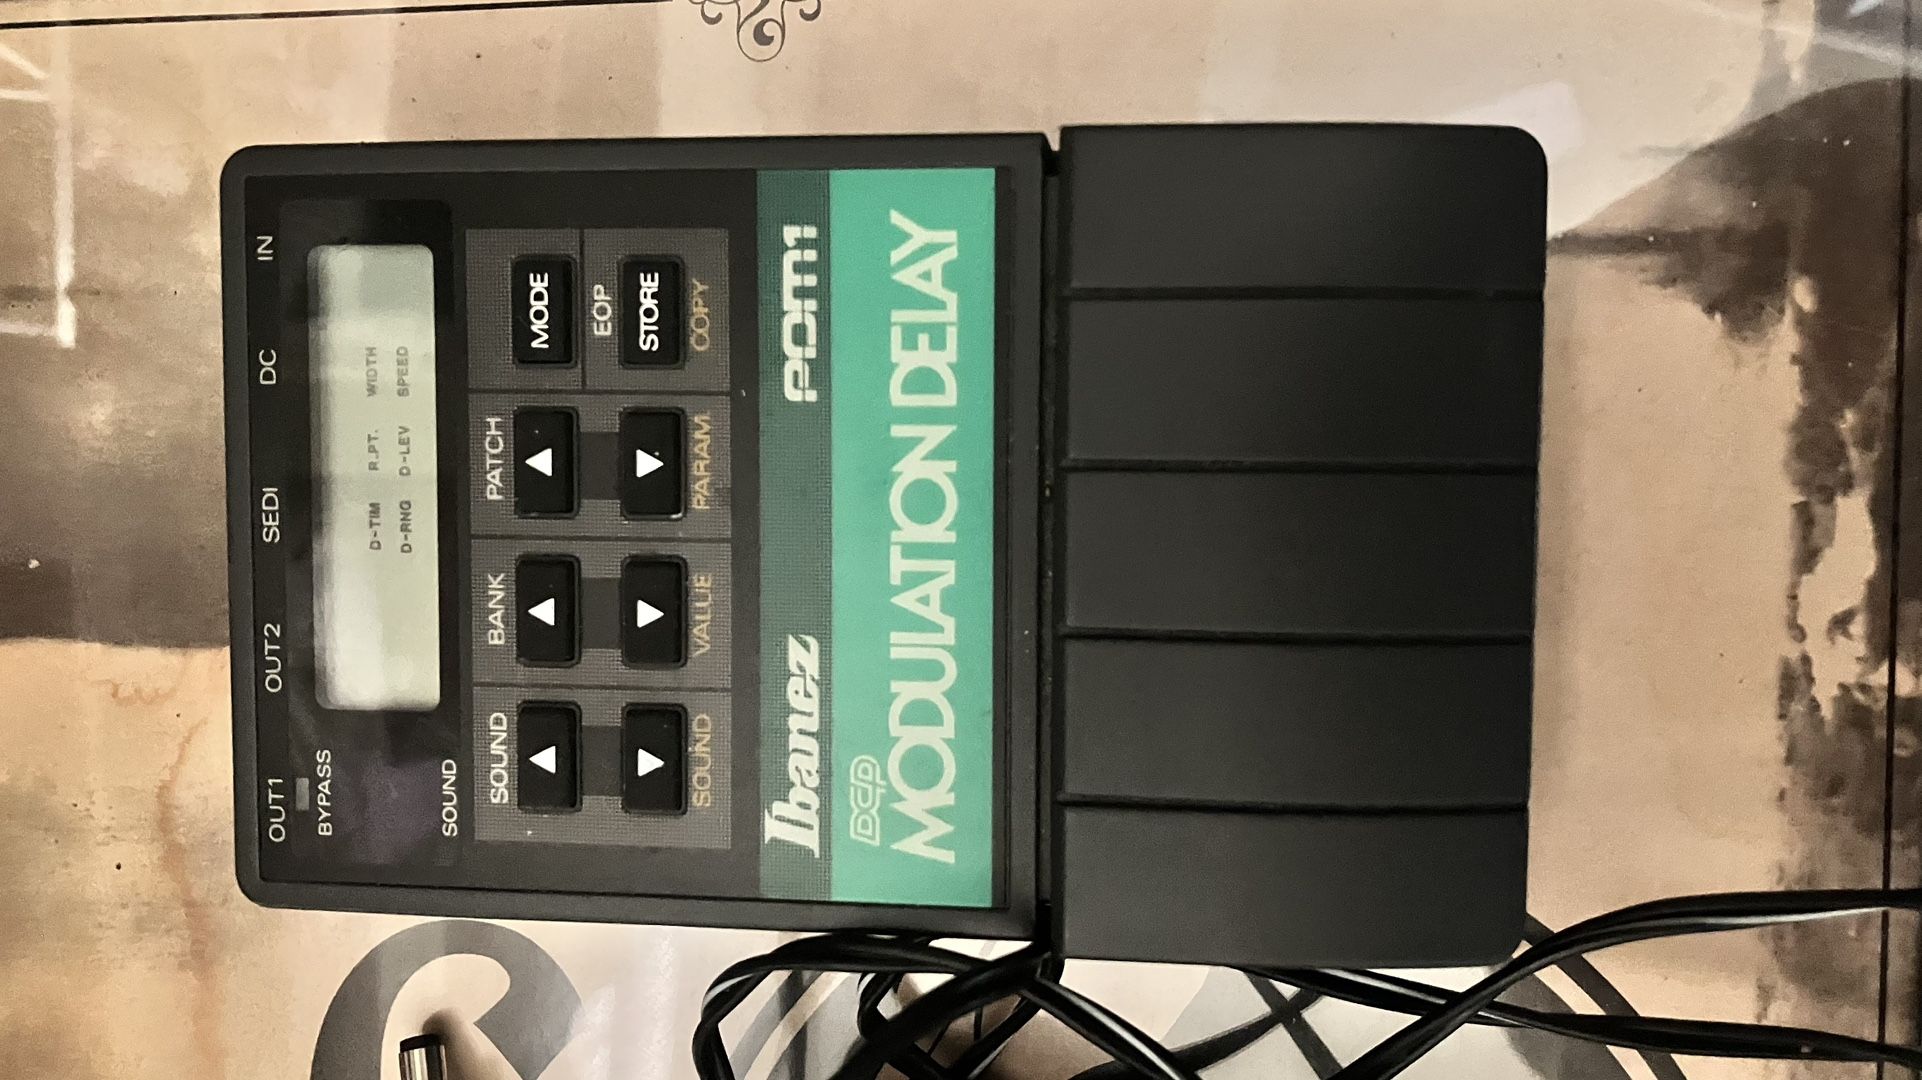 OUT1 OUT2 SEDI DC IN
BYPASS
D-TIM R.PT. WIDTH
D-RNG D-LEV SPEED
SOUND
SOUND BANK PATCH
MODE
EOP
STORE
SOUND VALUE PARAM COPY
Ibanez PDM1
DCP
MODULATION DELAY